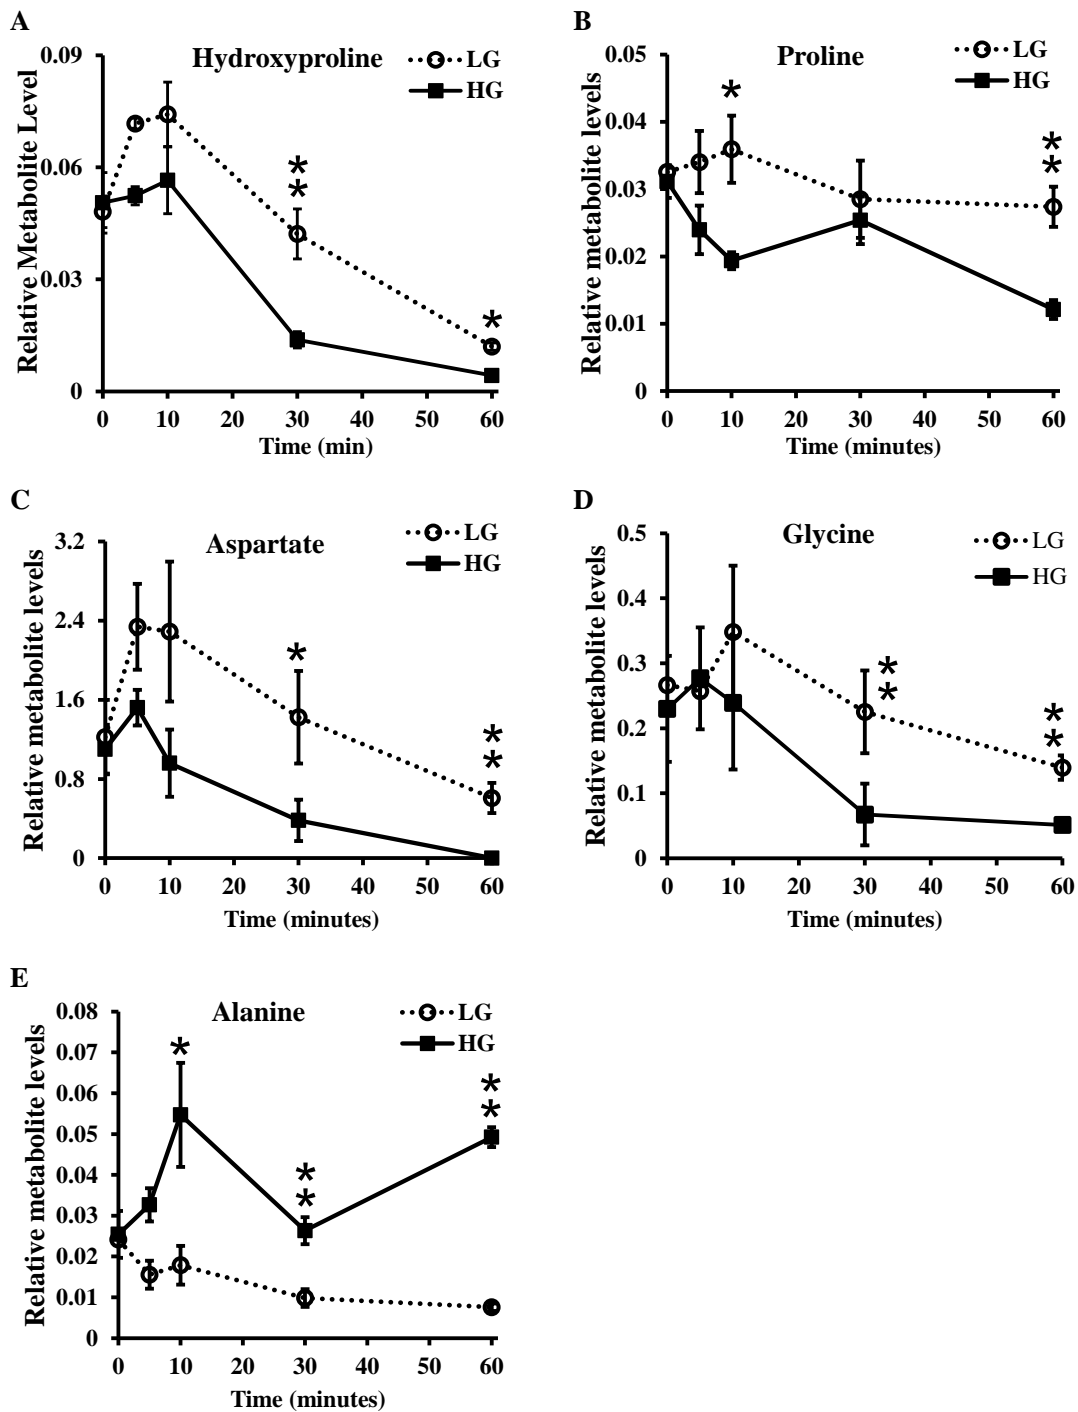 A
Hydroxyproline
LG
HG
Relative Metabolite Level
0.09
0.06
0.03
0
* *
*
0 10 20 30 40 50 60
Time (min)
B
Proline
LG
HG
Relative metabolite levels
0.05
0.04
0.03
0.02
0.01
0
*
* *
0 10 20 30 40 50 60
Time (minutes)
C
Aspartate
LG
HG
Relative metabolite levels
3.2
2.4
1.6
0.8
0
*
* *
0 10 20 30 40 50 60
Time (minutes)
D
Glycine
LG
HG
Relative metabolite levels
0.5
0.4
0.3
0.2
0.1
0
* *
* *
0 10 20 30 40 50 60
Time (minutes)
E
Alanine
LG
HG
Relative metabolite levels
0.08
0.07
0.06
0.05
0.04
0.03
0.02
0.01
0
*
* *
* *
0 10 20 30 40 50 60
Time (minutes)